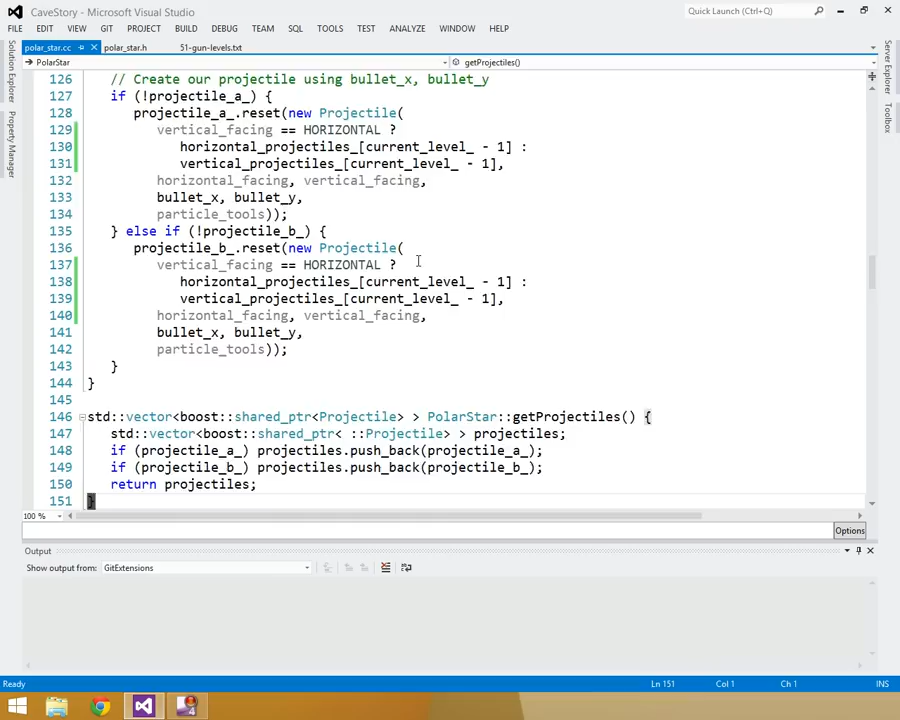 CaveStory - Microsoft Visual Studio
Quick Launch (Ctrl+Q)
FILE EDIT VIEW GIT PROJECT BUILD DEBUG TEAM SQL TOOLS TEST ANALYZE WINDOW HELP
polar_star.cc polar_star.h 51-gun-levels.txt
PolarStar getProjectiles()
Solution Explorer
Property Manager
Server Explorer
Toolbox
126 // Create our projectile using bullet_x, bullet_y
127 if (!projectile_a_) {
128 projectile_a_.reset(new Projectile(
129 vertical_facing == HORIZONTAL ?
130 horizontal_projectiles_[current_level_ - 1] :
131 vertical_projectiles_[current_level_ - 1],
132 horizontal_facing, vertical_facing,
133 bullet_x, bullet_y,
134 particle_tools));
135 } else if (!projectile_b_) {
136 projectile_b_.reset(new Projectile(
137 vertical_facing == HORIZONTAL ?
138 horizontal_projectiles_[current_level_ - 1] :
139 vertical_projectiles_[current_level_ - 1],
140 horizontal_facing, vertical_facing,
141 bullet_x, bullet_y,
142 particle_tools));
143 }
144 }
145
146 std::vector<boost::shared_ptr<Projectile> > PolarStar::getProjectiles() {
147 std::vector<boost::shared_ptr< ::Projectile> > projectiles;
148 if (projectile_a_) projectiles.push_back(projectile_a_);
149 if (projectile_b_) projectiles.push_back(projectile_b_);
150 return projectiles;
151 }
100 %
Options
Output
Show output from: GitExtensions
Ready Ln 151 Col 1 Ch 1 INS